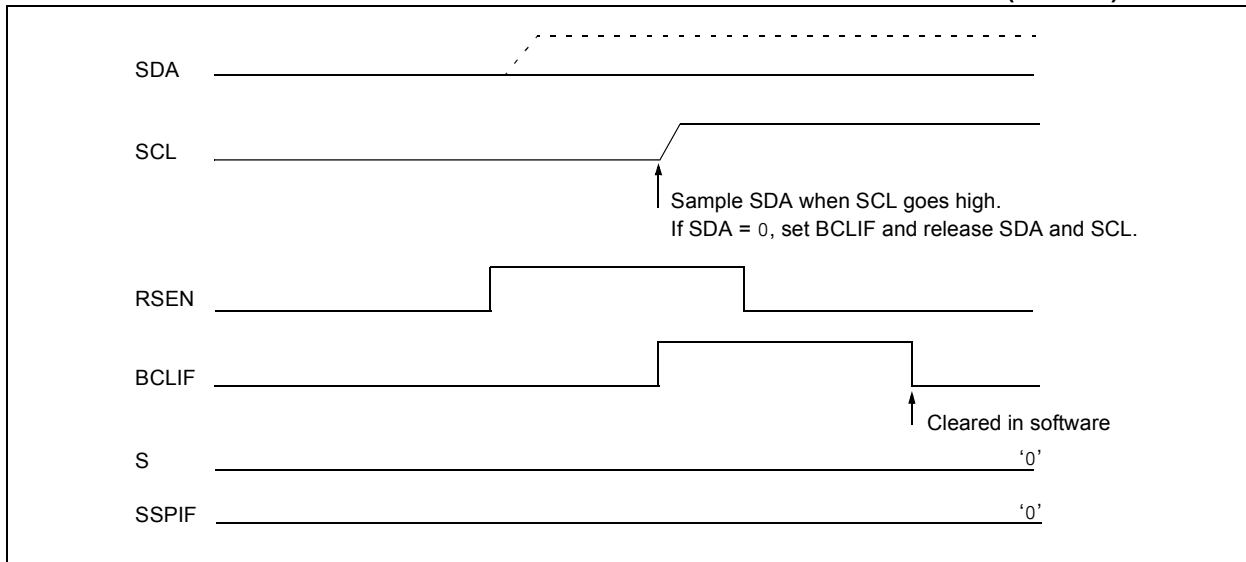 SDA
SCL
Sample SDA when SCL goes high.
If SDA = 0, set BCLIF and release SDA and SCL.
RSEN
BCLIF
Cleared in software
S
‘0’
SSPIF
‘0’